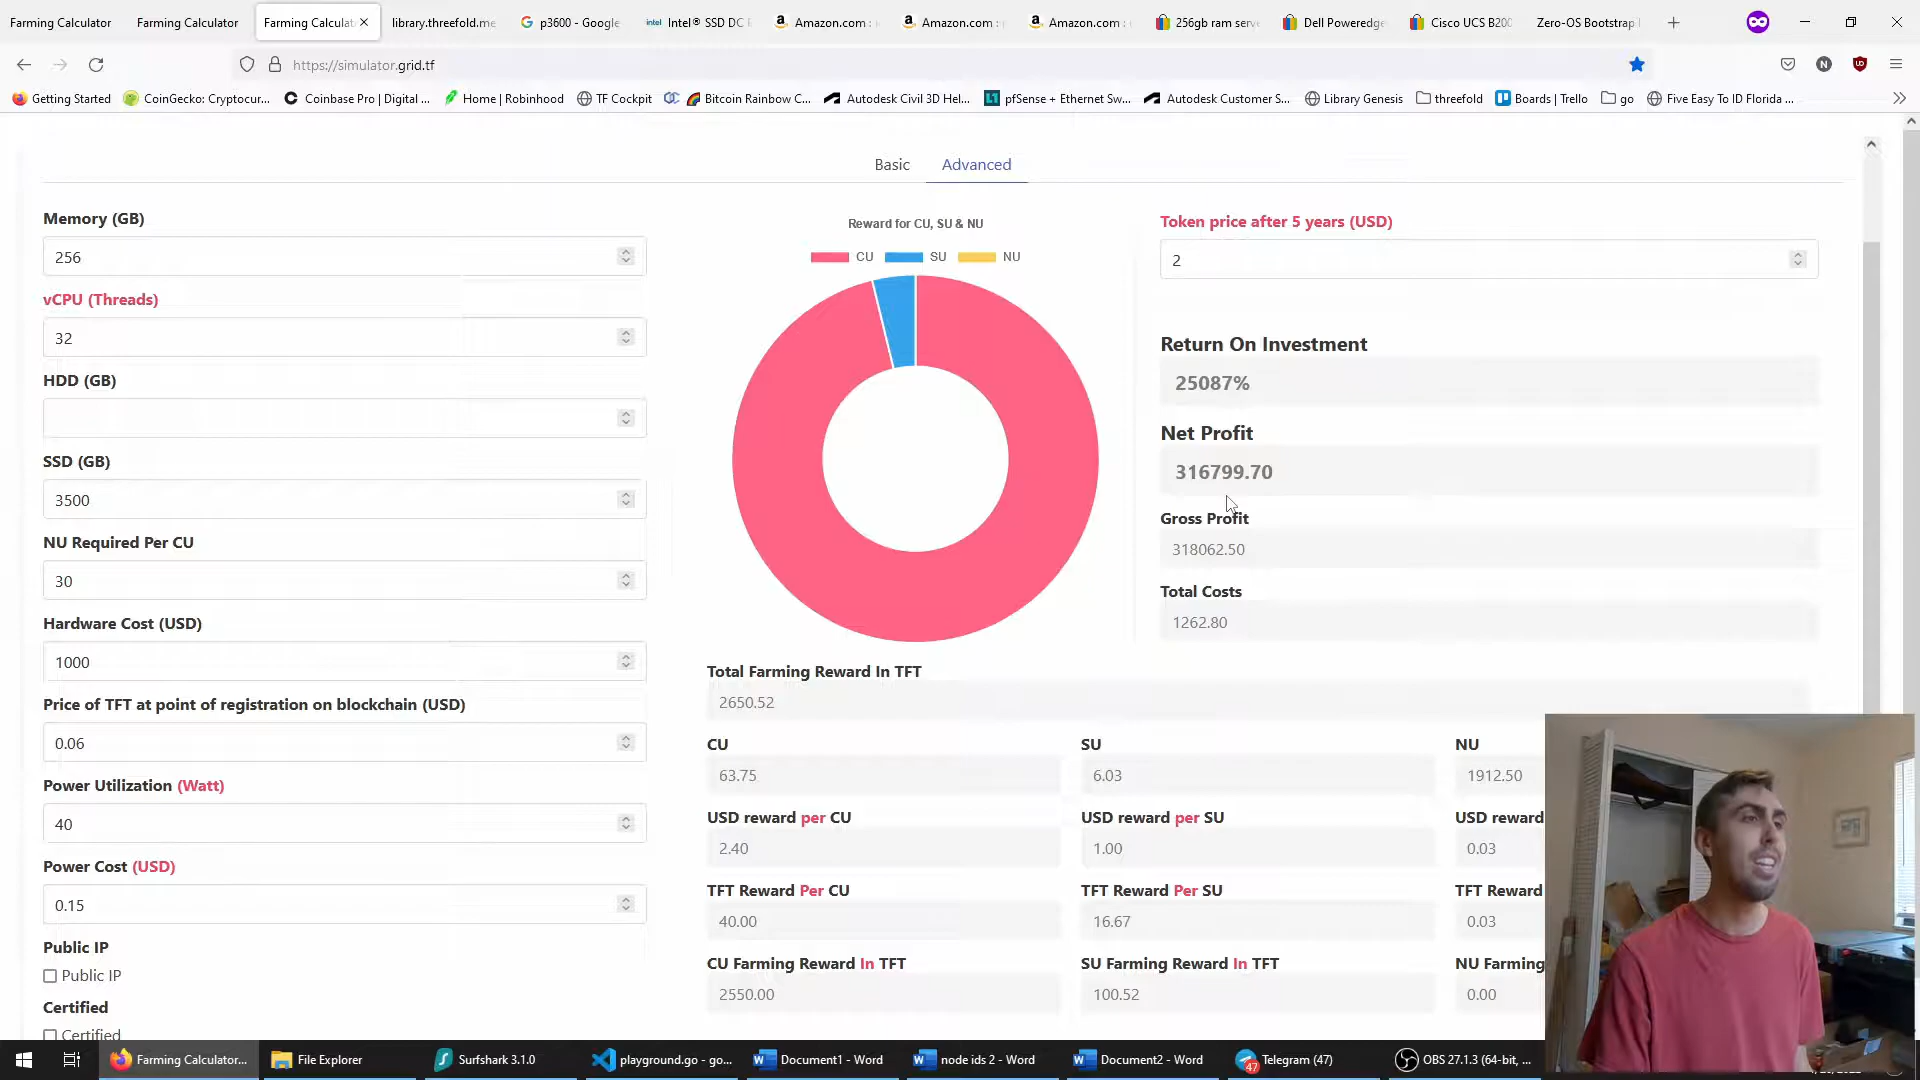 Farming Calculator
Farming Calculator
Farming Calculat
library.threefold.me
p3600 - Google
intel Intel® SSD DC
Amazon.com :
Amazon.com :
Amazon.com :
256gb ram serv
Dell Poweredge
Cisco UCS B200
Zero-OS Bootstrap
https://simulator.grid.tf
Getting Started
CoinGecko: Cryptocur...
Coinbase Pro | Digital ...
Home | Robinhood
TF Cockpit
Bitcoin Rainbow C...
Autodesk Civil 3D Hel...
pfSense + Ethernet Sw...
Autodesk Customer S...
Library Genesis
threefold
Boards | Trello
go
Five Easy To ID Florida ...
Basic
Advanced
Memory (GB)
256
vCPU (Threads)
32
HDD (GB)
SSD (GB)
3500
NU Required Per CU
30
Hardware Cost (USD)
1000
Price of TFT at point of registration on blockchain (USD)
0.06
Power Utilization (Watt)
40
Power Cost (USD)
0.15
Public IP
Public IP
Certified
Certified
Reward for CU, SU & NU
CU
SU
NU
Token price after 5 years (USD)
2
Return On Investment
25087%
Net Profit
316799.70
Gross Profit
318062.50
Total Costs
1262.80
Total Farming Reward In TFT
2650.52
CU
SU
NU
63.75
6.03
1912.50
USD reward per CU
USD reward per SU
USD reward
2.40
1.00
0.03
TFT Reward Per CU
TFT Reward Per SU
TFT Reward
40.00
16.67
0.03
CU Farming Reward In TFT
SU Farming Reward In TFT
NU Farming
2550.00
100.52
0.00
Farming Calculator...
File Explorer
Surfshark 3.1.0
playground.go - go...
Document1 - Word
node ids 2 - Word
Document2 - Word
47
Telegram (47)
OBS 27.1.3 (64-bit, ...